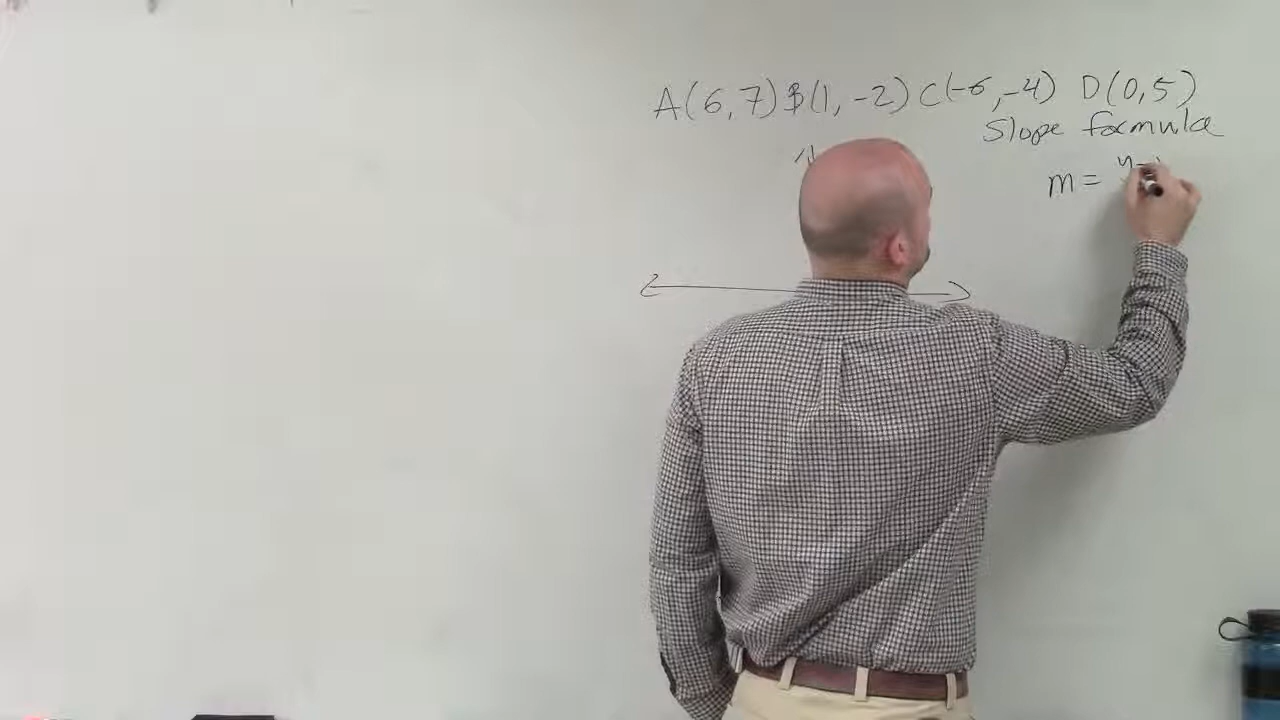 A(6,7) B(1,-2) C(-6,-4) D(0,5)
Slope formula
m = y-